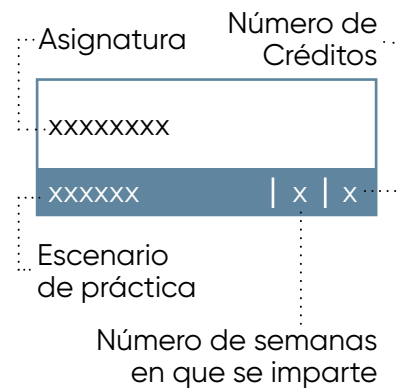 Asignatura
Número de
Créditos
xxxxxxxx
xxxxxx | x | x
Escenario
de práctica
Número de semanas
en que se imparte